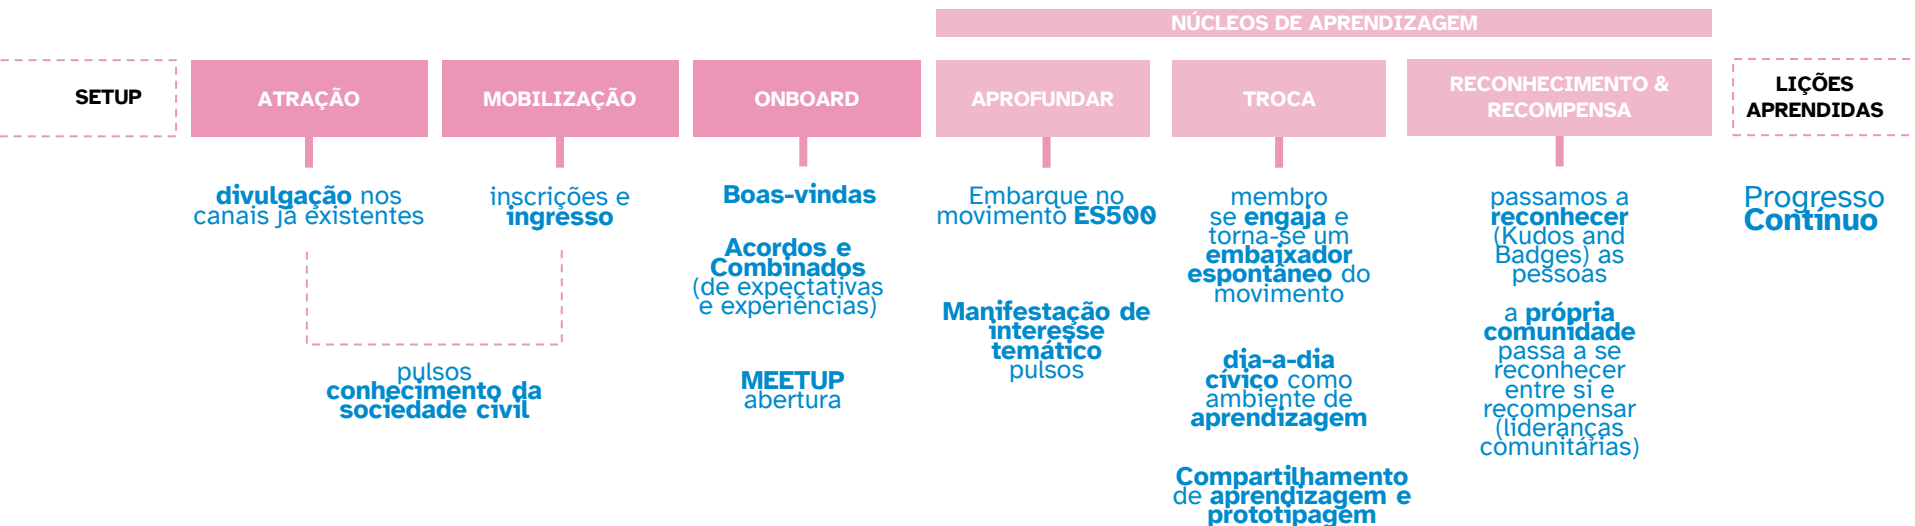 NÚCLEOS DE APRENDIZAGEM
SETUP
ATRAÇÃO
MOBILIZAÇÃO
ONBOARD
APROFUNDAR
TROCA
RECONHECIMENTO &
RECOMPENSA
LIÇÕES
APRENDIDAS
divulgação nos
canais já existentes
inscrições e
ingresso
pulsos
conhecimento da
sociedade civil
Boas-vindas
Acordos e
Combinados
(de expectativas
e experiências)
MEETUP
abertura
Embarque no
movimento ES500
Manifestação de
interesse
temático
pulsos
membro
se engaja e
torna-se um
embaixador
espontâneo do
movimento
dia-a-dia
cívico como
ambiente de
aprendizagem
Compartilhamento
de aprendizagem e
prototipagem
passamos a
reconhecer
(Kudos and
Badges) as
pessoas
a própria
comunidade
passa a se
reconhecer
entre si e
recompensar
(lideranças
comunitárias)
Progresso
Contínuo